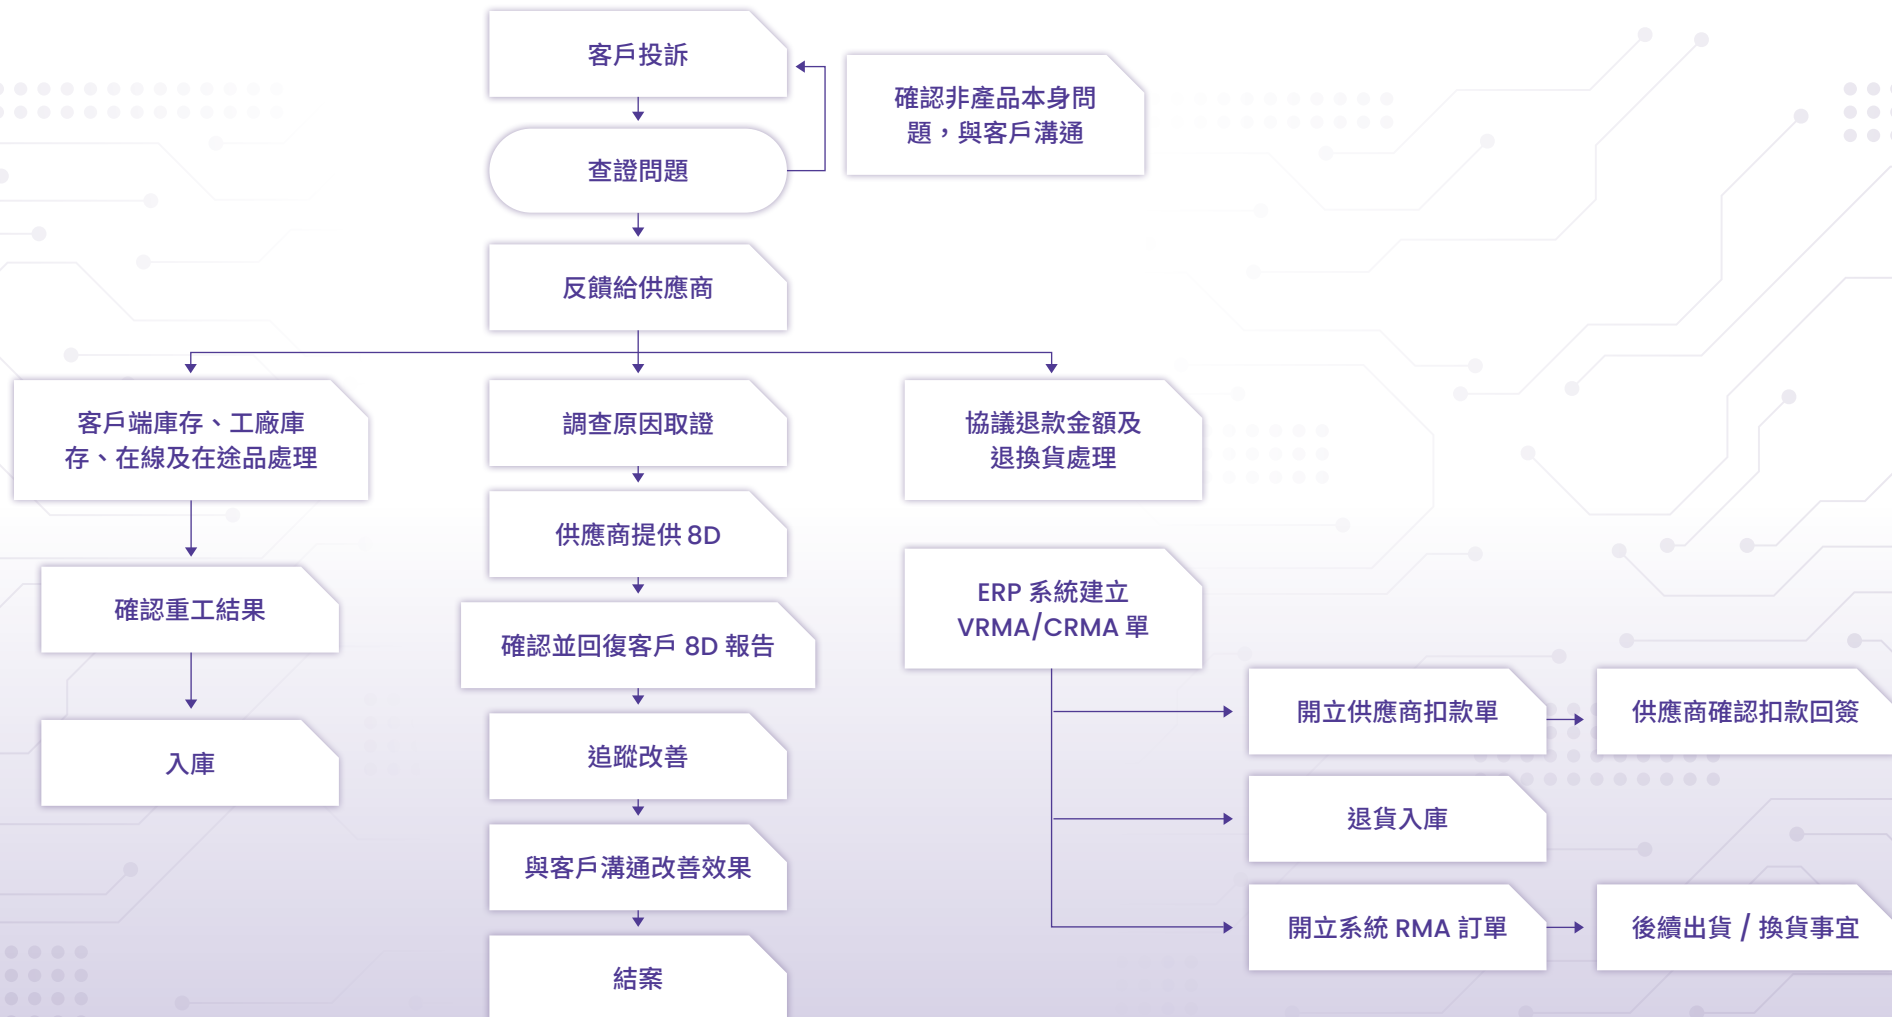 客戶投訴
確認非產品本身問
題，與客戶溝通
查證問題
反饋給供應商
客戶端庫存、工廠庫
存、在線及在途品處理
調查原因取證
協議退款金額及
退換貨處理
供應商提供 8D
確認重工結果
ERP 系統建立
VRMA/CRMA 單
確認並回復客戶 8D 報告
開立供應商扣款單
供應商確認扣款回簽
入庫
追蹤改善
退貨入庫
與客戶溝通改善效果
開立系統 RMA 訂單
後續出貨 / 換貨事宜
結案